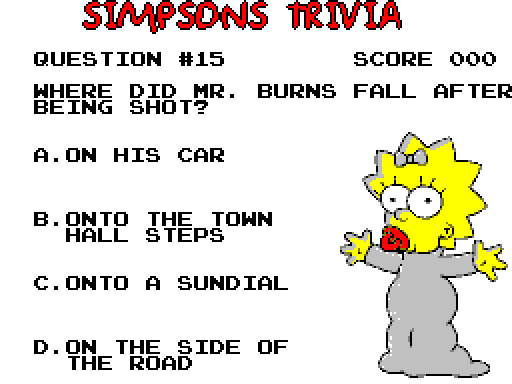 SIMPSONS TRIVIA
QUESTION #15 SCORE 000
WHERE DID MR. BURNS FALL AFTER
BEING SHOT?
A.ON HIS CAR
B.ONTO THE TOWN
HALL STEPS
C.ONTO A SUNDIAL
D.ON THE SIDE OF
THE ROAD